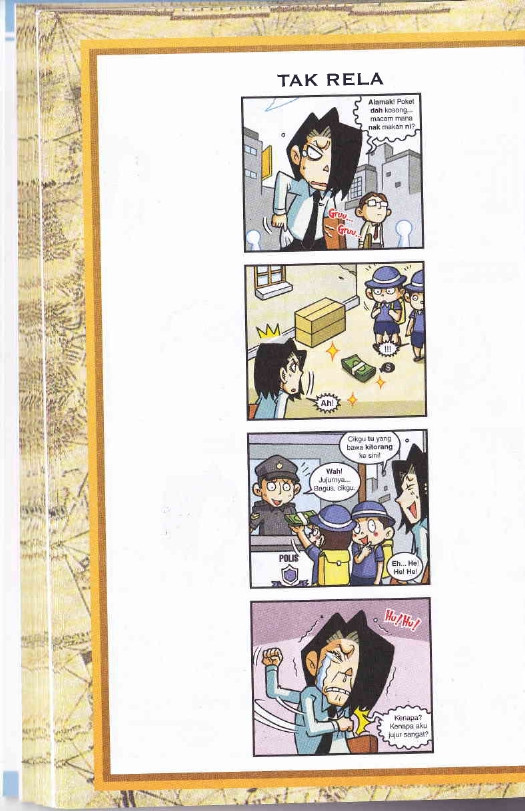 TAK RELA
Alamak! Poket
dah kosong...
macam mana
nak makan ni?
Gruu...
Gruu...
!!!
$
Ah!
Cikgu tu yang
bawa kitorang
ke sini!
Wah!
Jujurnya...
Bagus, cikgu.
POLIS
Eh... He!
He! He!
Hu! Hu!
Kenapa?
Kenapa aku
jujur sangat?